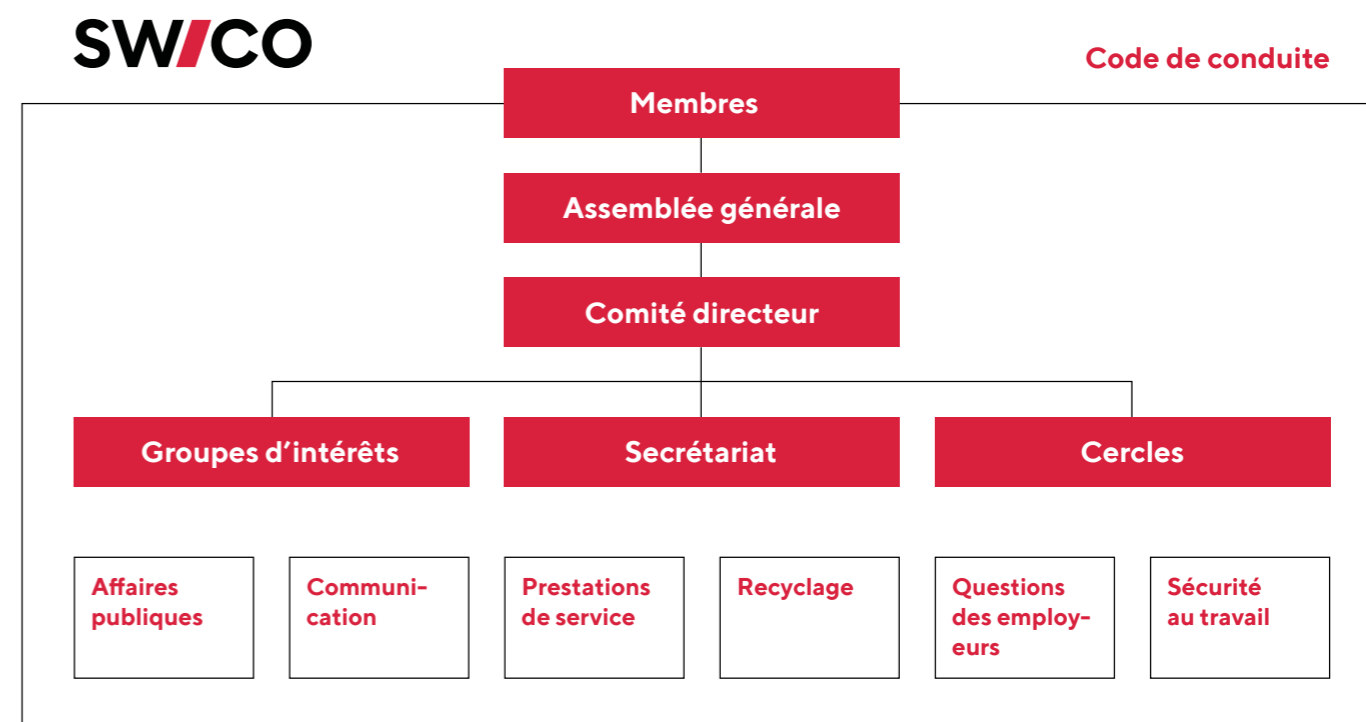 SWICO
Code de conduite
Membres
Assemblée générale
Comité directeur
Groupes d’intérêts
Secrétariat
Cercles
Affaires
publiques
Communi-
cation
Prestations
de service
Recyclage
Questions
des employ-
eurs
Sécurité
au travail